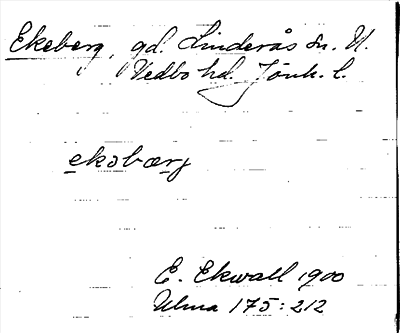 Ekeberg, gd. Linderås sn. N.
Vedbo hd. Jönk. l.
ekəbærj
E. Ekwall 1900
Ulma 175:212